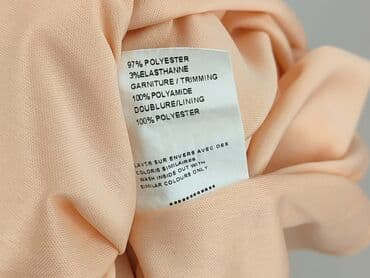 97% POLYESTER
3%ELASTHANNE
GARNITURE / TRIMMING
100% POLYAMIDE
DOUBLURE/LINING
100% POLYESTER
LAVER SUR ENVERS AVEC DES
COLORIS SIMILAIRES
WASH INSIDE OUT WITH
SIMILAR COLOURS ONLY